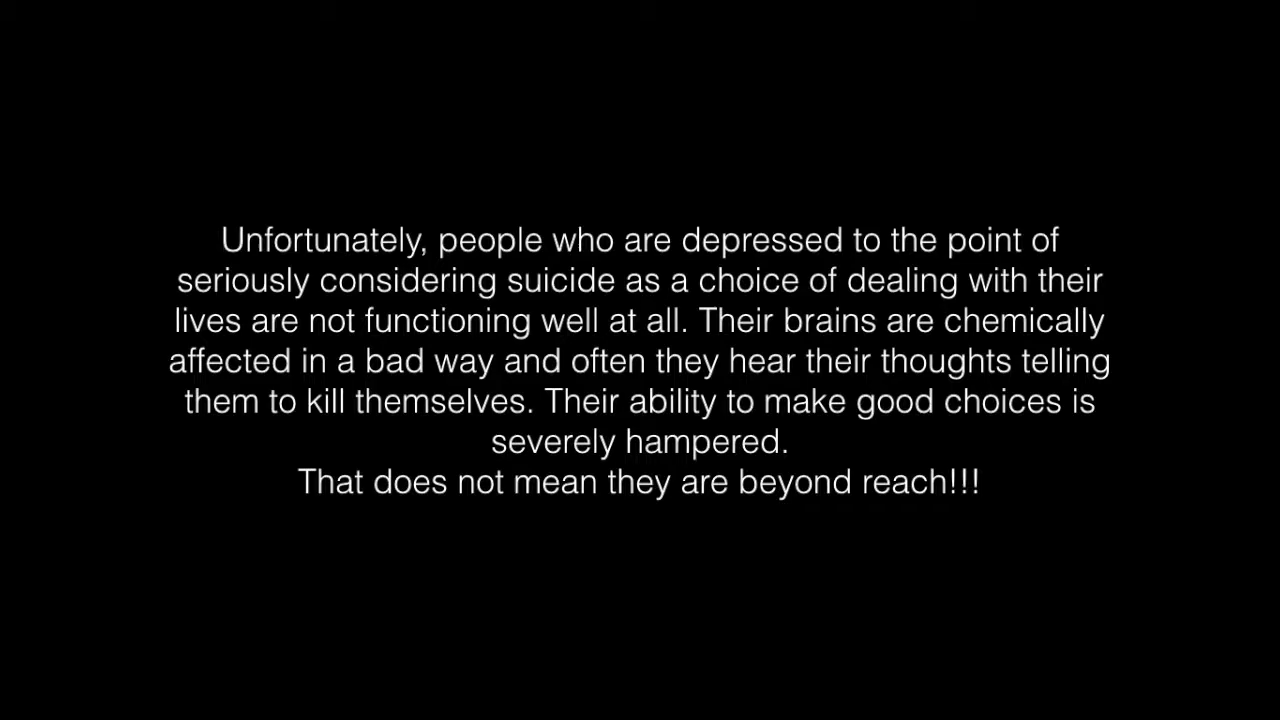 Unfortunately, people who are depressed to the point of
seriously considering suicide as a choice of dealing with their
lives are not functioning well at all. Their brains are chemically
affected in a bad way and often they hear their thoughts telling
them to kill themselves. Their ability to make good choices is
severely hampered.
That does not mean they are beyond reach!!!